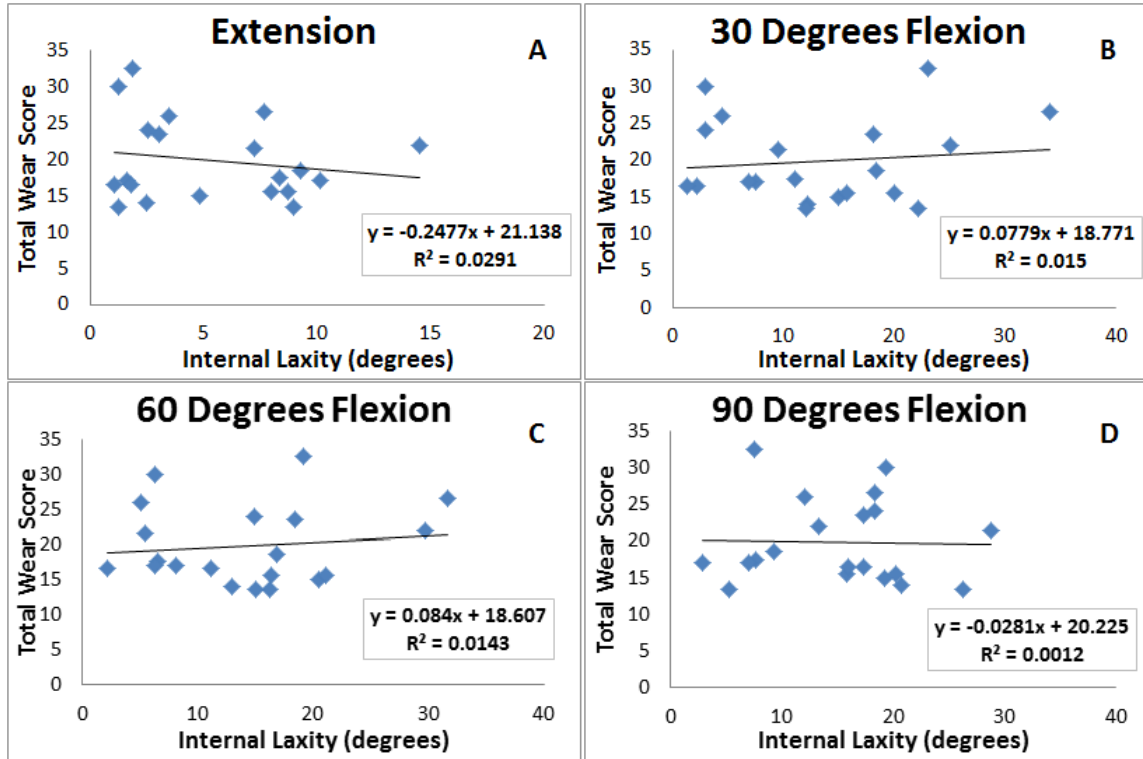 Extension
A
Total Wear Score
35
30
25
20
15
10
5
0
y = -0.2477x + 21.138
R² = 0.0291
0 5 10 15 20
Internal Laxity (degrees)
30 Degrees Flexion
B
Total Wear Score
35
30
25
20
15
10
5
0
y = 0.0779x + 18.771
R² = 0.015
0 10 20 30 40
Internal Laxity (degrees)
60 Degrees Flexion
C
Total Wear Score
35
30
25
20
15
10
5
0
y = 0.084x + 18.607
R² = 0.0143
0 10 20 30 40
Internal Laxity (degrees)
90 Degrees Flexion
D
Total Wear Score
35
30
25
20
15
10
5
0
y = -0.0281x + 20.225
R² = 0.0012
0 10 20 30 40
Internal Laxity (degrees)